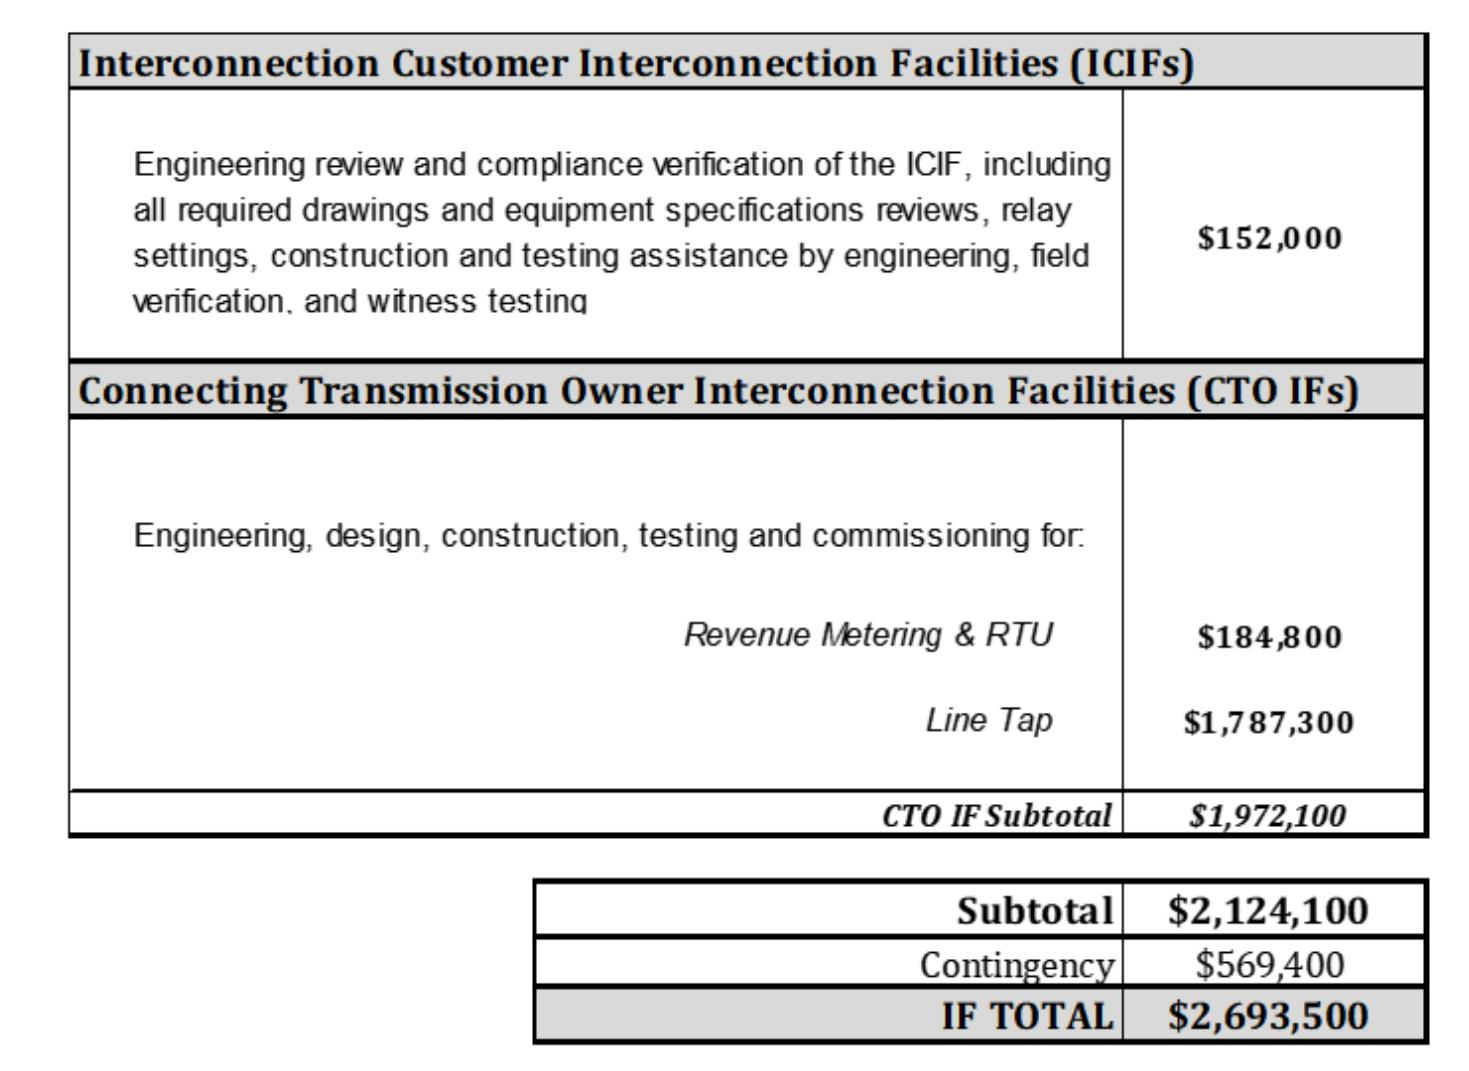 Interconnection Customer Interconnection Facilities (ICIFs)
Engineering review and compliance verification of the ICIF, including
all required drawings and equipment specifications reviews, relay
settings, construction and testing assistance by engineering, field
verification, and witness testing
$152,000
Connecting Transmission Owner Interconnection Facilities (CTO IFs)
Engineering, design, construction, testing and commissioning for:
Revenue Metering & RTU $184,800
Line Tap $1,787,300
CTO IF Subtotal $1,972,100
Subtotal $2,124,100
Contingency $569,400
IF TOTAL $2,693,500